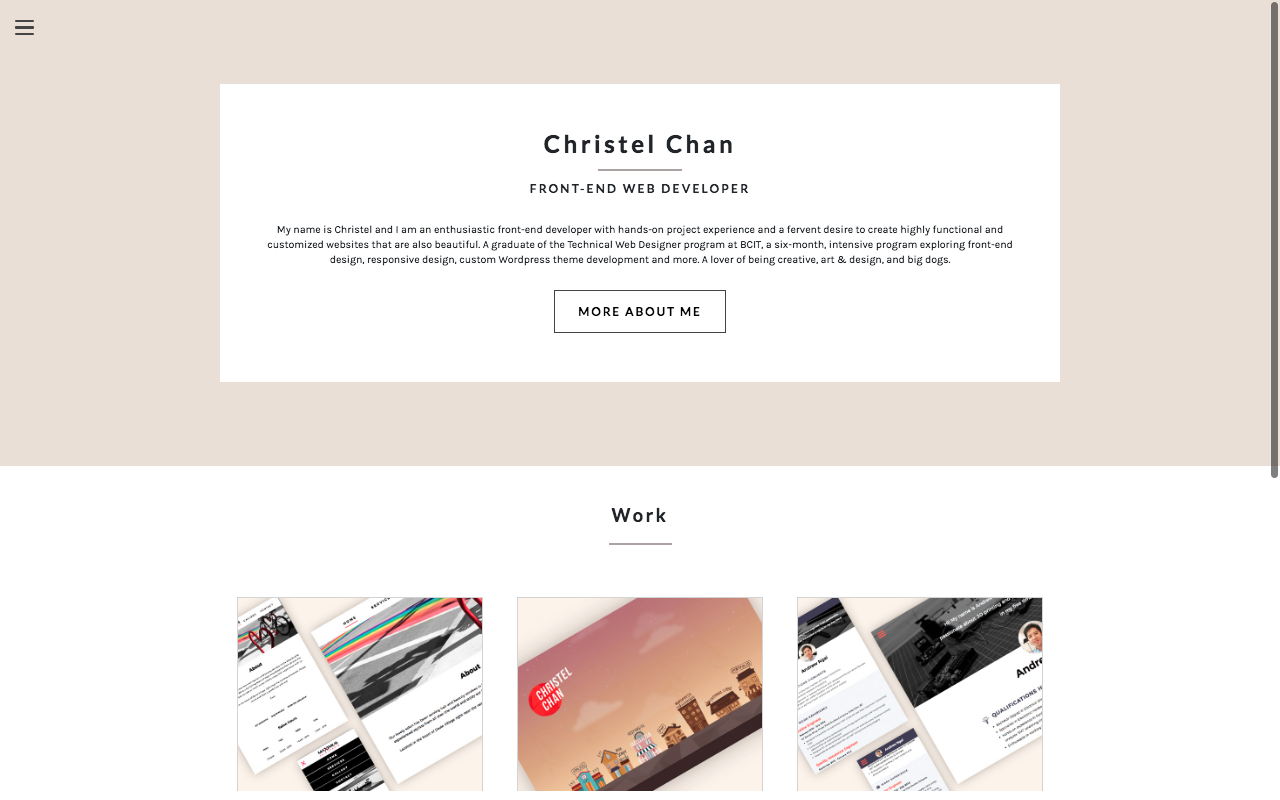 Christel Chan
FRONT-END WEB DEVELOPER
My name is Christel and I am an enthusiastic front-end developer with hands-on project experience and a fervent desire to create highly functional and
customized websites that are also beautiful. A graduate of the Technical Web Designer program at BCIT, a six-month, intensive program exploring front-end
design, responsive design, custom Wordpress theme development and more. A lover of being creative, art & design, and big dogs.
MORE ABOUT ME
Work
HOME
About
About
CHRISTEL
CHAN
Andrew Ngai
Andre
QUALIFICATIONS